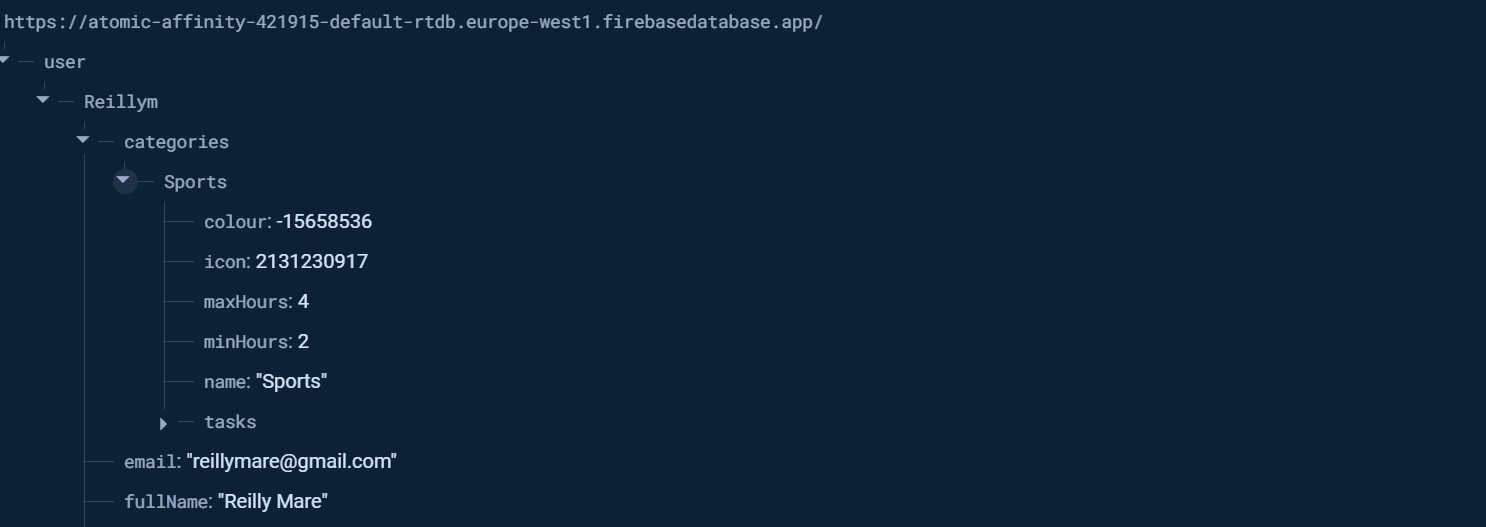 https://atomic-affinity-421915-default-rtdb.europe-west1.firebasedatabase.app/
user
Reillym
categories
Sports
colour: -15658536
icon: 2131230917
maxHours: 4
minHours: 2
name: "Sports"
tasks
email: "reillymare@gmail.com"
fullName: "Reilly Mare"